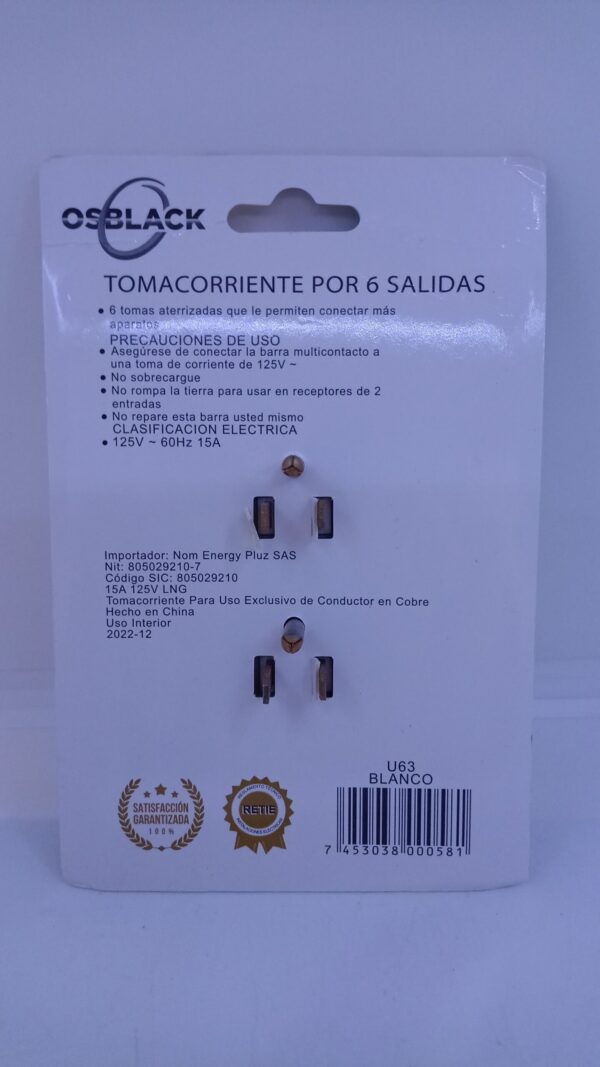 OSBLACK
TOMACORRIENTE POR 6 SALIDAS
• 6 tomas aterrizadas que le permiten conectar más
aparatos
PRECAUCIONES DE USO
• Asegúrese de conectar la barra multicontacto a
una toma de corriente de 125V ~
• No sobrecargue
• No rompa la tierra para usar en receptores de 2
entradas
• No repare esta barra usted mismo
CLASIFICACION ELECTRICA
• 125V ~ 60Hz 15A
Importador: Nom Energy Pluz SAS
Nit: 805029210-7
Código SIC: 805029210
15A 125V LNG
Tomacorriente Para Uso Exclusivo de Conductor en Cobre
Hecho en China
Uso Interior
2022-12
SATISFACCIÓN
GARANTIZADA
100%
REGLAMENTO TÉCNICO
RETIE
INSTALACIONES ELÉCTRICAS
U63
BLANCO
7 453038 000581